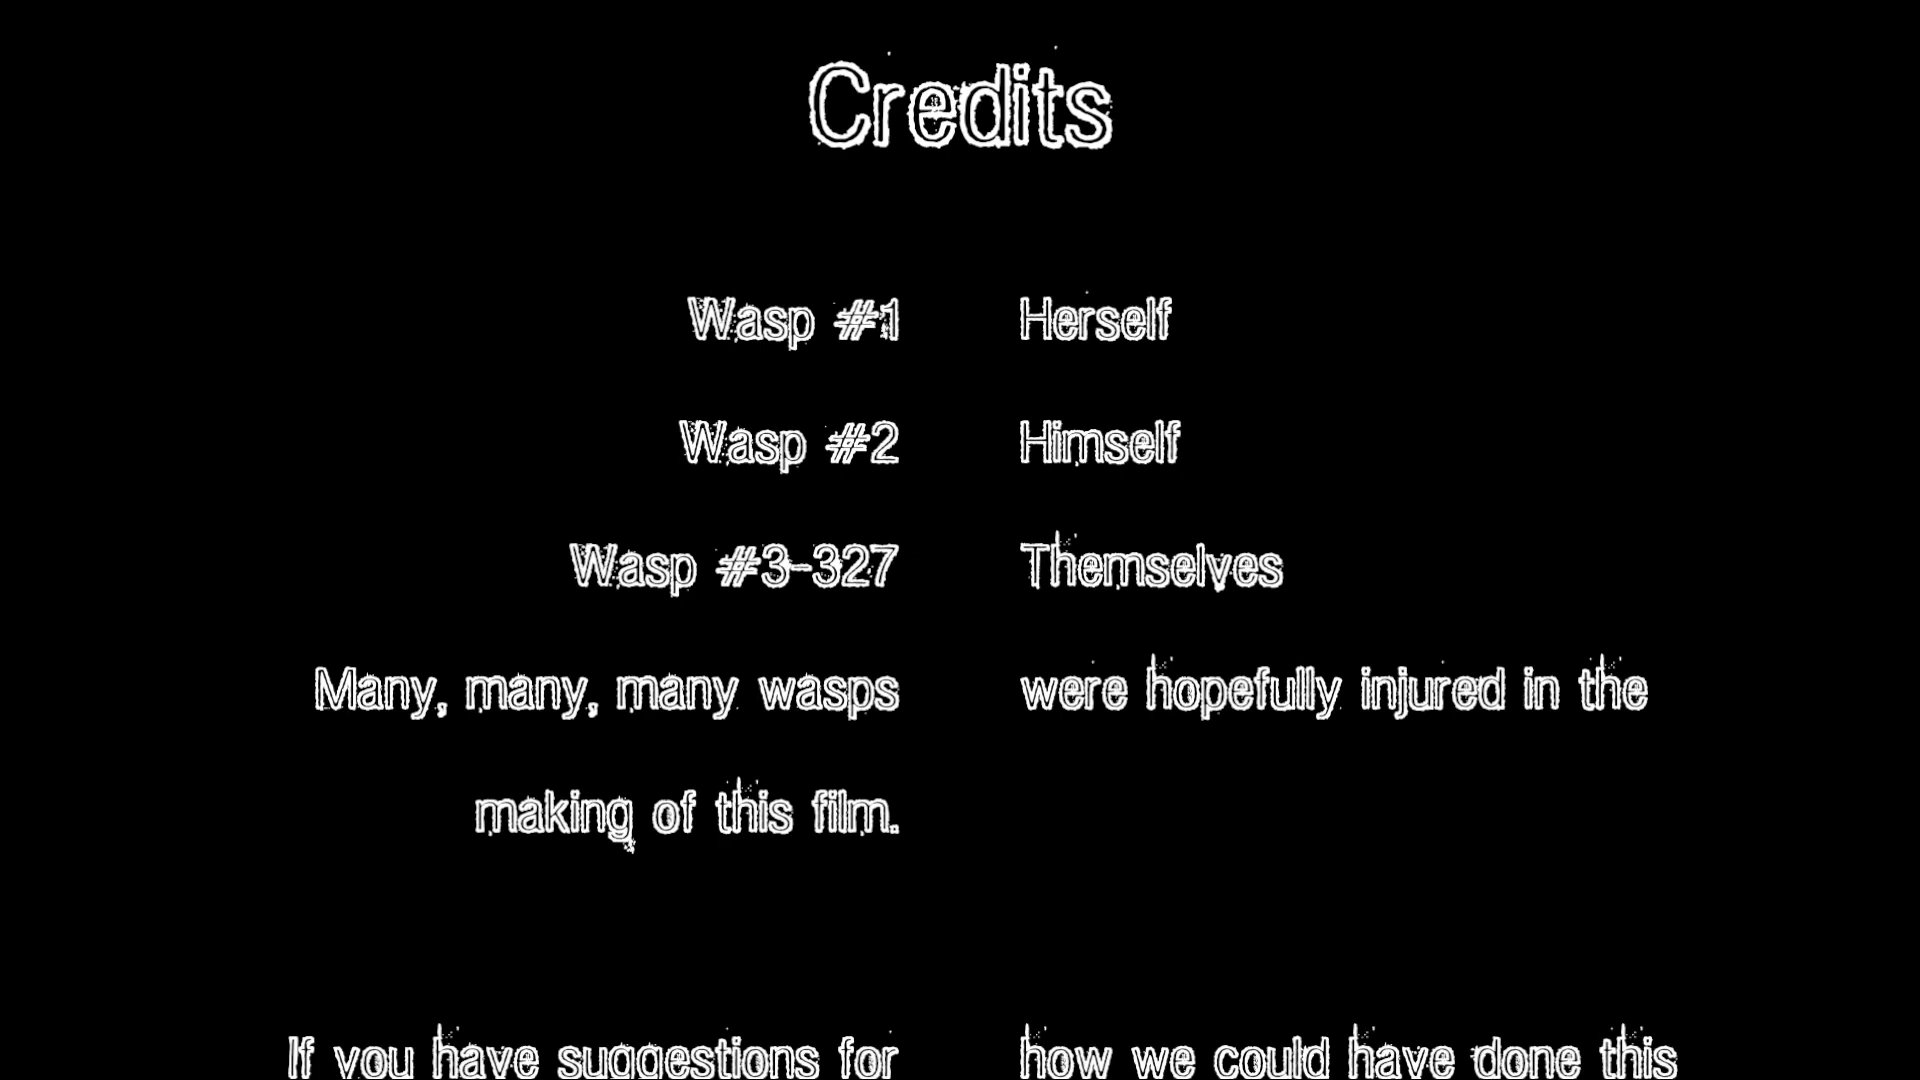 Credits
Wasp #1 Herself
Wasp #2 Himself
Wasp #3-327 Themselves
Many, many, many wasps were hopefully injured in the
making of this film.
If you have suggestions for how we could have done this